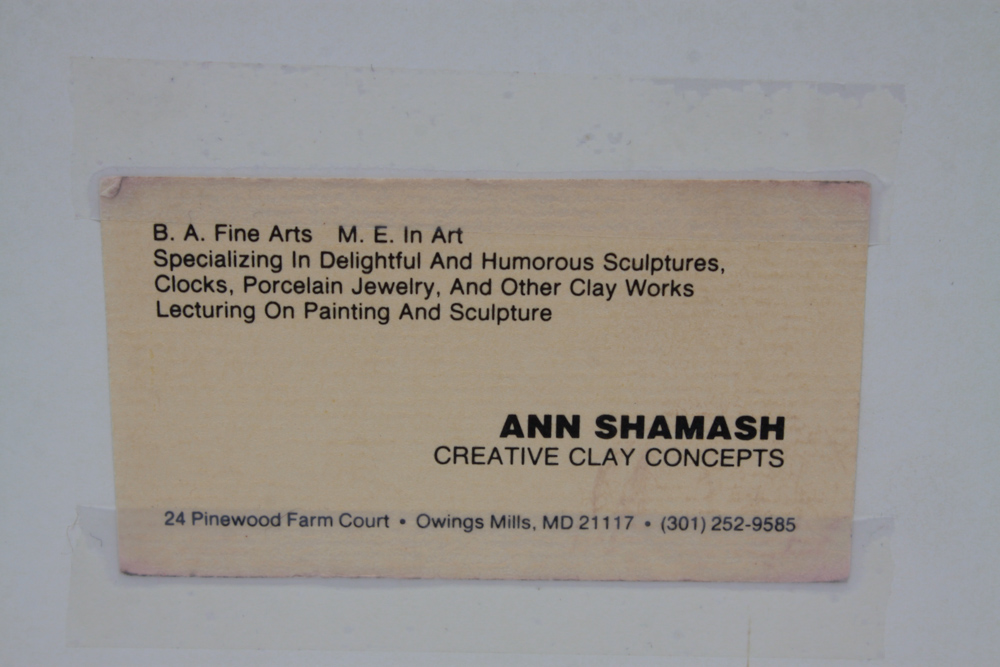 B. A. Fine Arts M. E. In Art
Specializing In Delightful And Humorous Sculptures,
Clocks, Porcelain Jewelry, And Other Clay Works
Lecturing On Painting And Sculpture
ANN SHAMASH
CREATIVE CLAY CONCEPTS
24 Pinewood Farm Court • Owings Mills, MD 21117 • (301) 252-9585